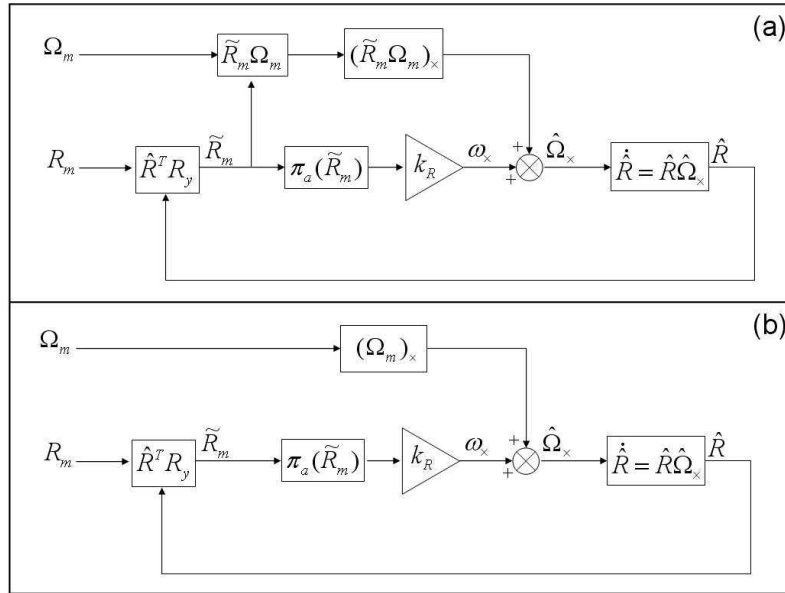 (a)
Ω_m
R̃_m Ω_m
(R̃_m Ω_m)_×
R_m
R̂^T R_y
R̃_m
π_a(R̃_m)
k_R
ω_×
+
+
Ω̂_×
R̂̇ = R̂Ω̂_×
R̂
(b)
Ω_m
(Ω_m)_×
R_m
R̂^T R_y
R̃_m
π_a(R̃_m)
k_R
ω_×
+
+
Ω̂_×
R̂̇ = R̂Ω̂_×
R̂